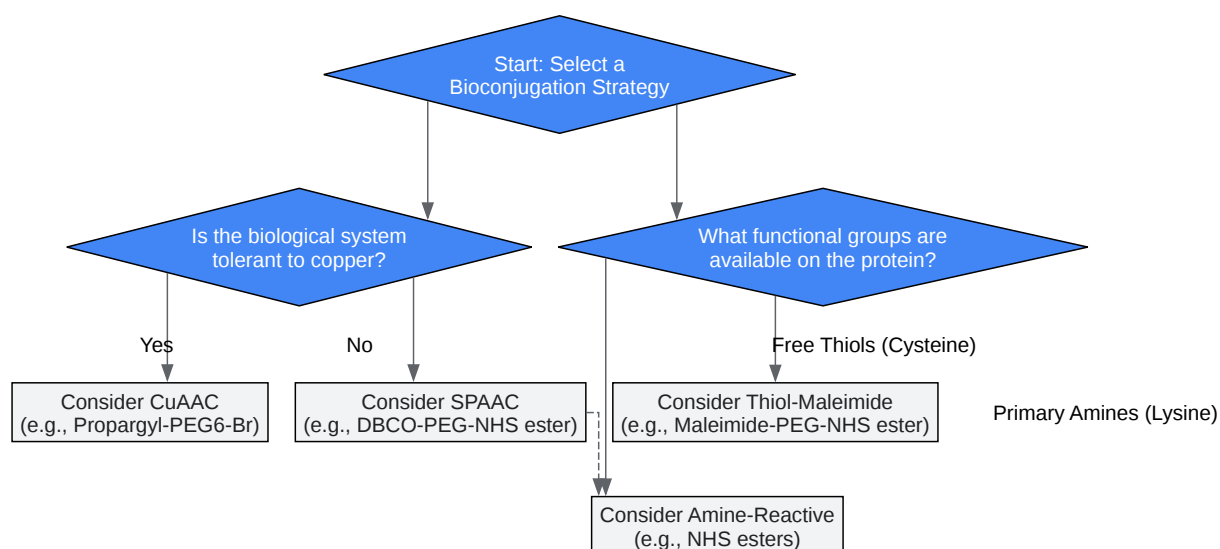 Start: Select a
Bioconjugation Strategy
Is the biological system
tolerant to copper?
What functional groups are
available on the protein?
Yes
No
Free Thiols (Cysteine)
Consider CuAAC
(e.g., Propargyl-PEG6-Br)
Consider SPAAC
(e.g., DBCO-PEG-NHS ester)
Consider Thiol-Maleimide
(e.g., Maleimide-PEG-NHS ester)
Primary Amines (Lysine)
Consider Amine-Reactive
(e.g., NHS esters)